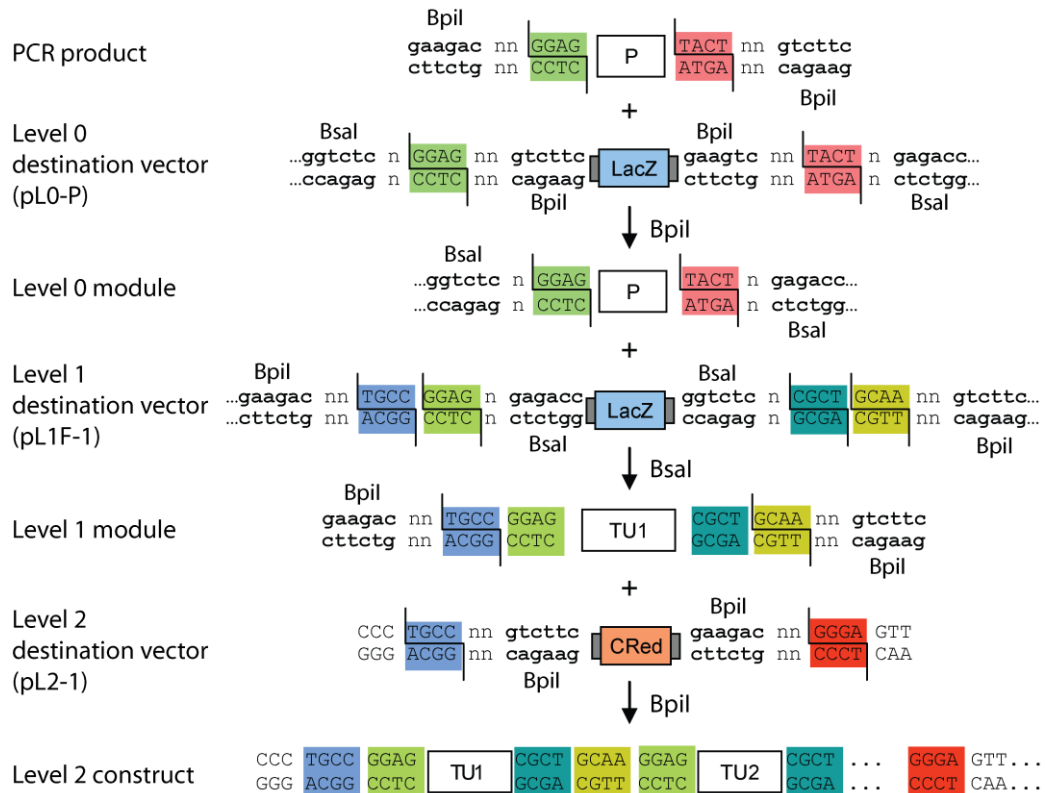 BpiI
PCR product
gaagac nn GGAG P TACT nn gtcttc
cttctg nn CCTC ATGA nn cagaag
BpiI
+
Level 0
destination vector
(pL0-P)
BsaI BpiI
...ggtctc n GGAG nn gtcttc LacZ gaagtc nn TACT n gagacc...
...ccagag n CCTC nn cagaag cttctg nn ATGA n ctctgg...
BpiI BsaI
BpiI
Level 0 module
BsaI
...ggtctc n GGAG P TACT n gagacc...
...ccagag n CCTC ATGA n ctctgg...
BsaI
+
Level 1
destination vector
(pL1F-1)
BpiI BsaI
...gaagac nn TGCC GGAG n gagacc LacZ ggtctc n CGCT GCAA nn gtcttc...
...cttctg nn ACGG CCTC n ctctgg ccagag n GCGA CGTT nn cagaag...
BsaI BpiI
BsaI
Level 1 module
BpiI
gaagac nn TGCC GGAG TU1 CGCT GCAA nn gtcttc
cttctg nn ACGG CCTC GCGA CGTT nn cagaag
BpiI
+
Level 2
destination vector
(pL2-1)
BpiI
CCC TGCC nn gtcttc CRed gaagac nn GGGA GTT
GGG ACGG nn cagaag cttctg nn CCCT CAA
BpiI
BpiI
Level 2 construct
CCC TGCC GGAG TU1 CGCT GCAA GGAG TU2 CGCT ... GGGA GTT...
GGG ACGG CCTC GCGA CGTT CCTC GCGA ... CCCT CAA...